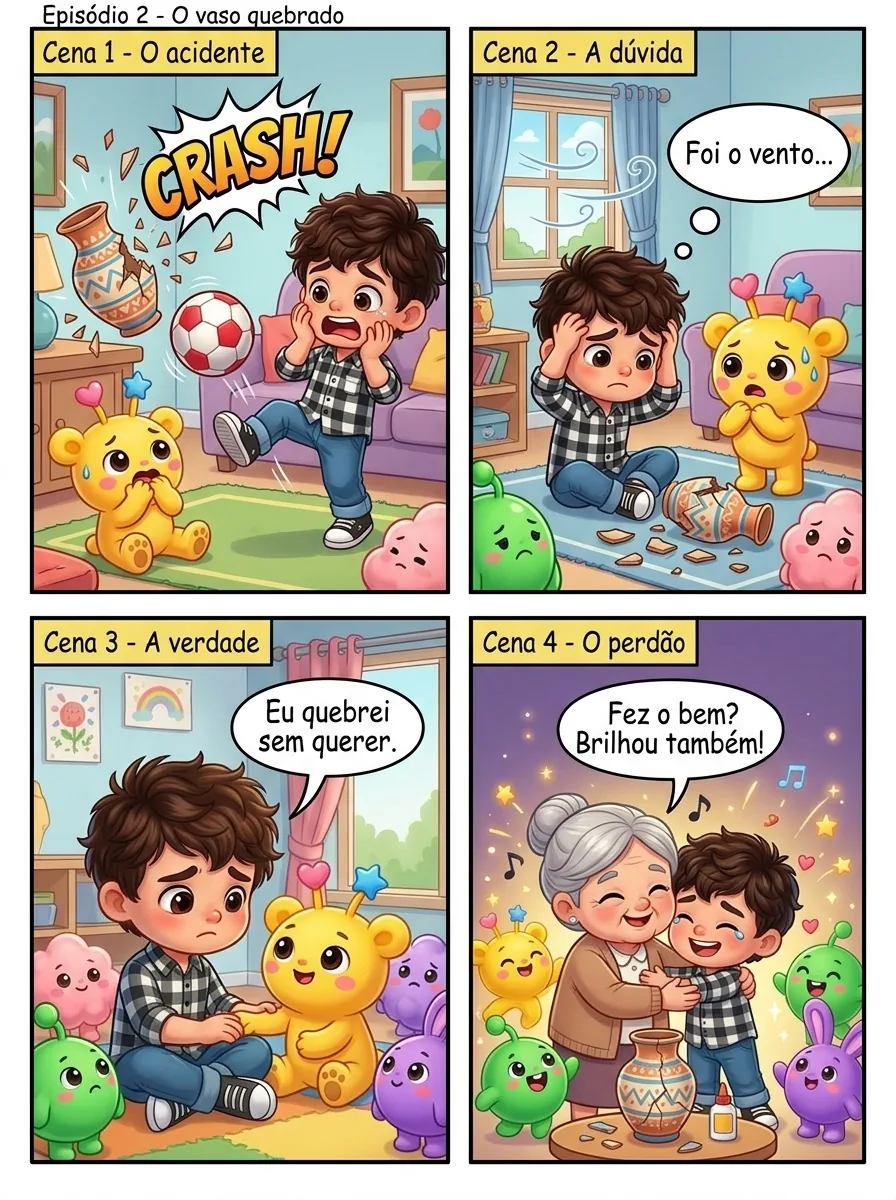 Episódio 2 - O vaso quebrado
Cena 1 - O acidente
CRASH!
Cena 2 - A dúvida
Foi o vento...
Cena 3 - A verdade
Eu quebrei
sem querer.
Cena 4 - O perdão
Fez o bem?
Brilhou também!